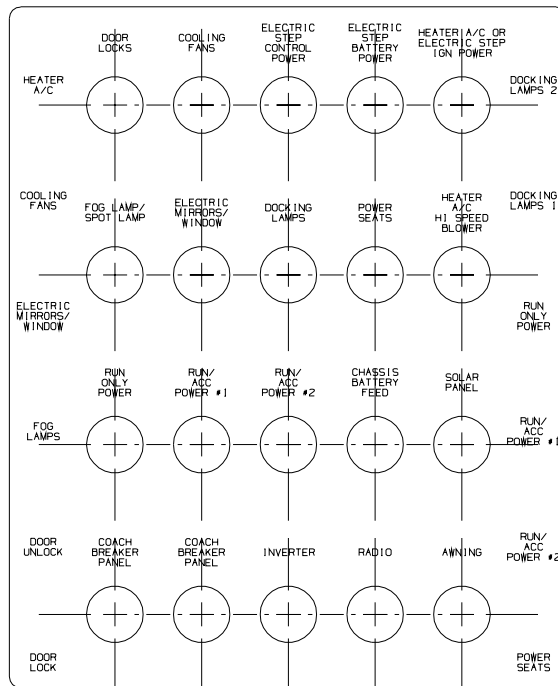 DOOR
LOCKS
COOLING
FANS
ELECTRIC
STEP
CONTROL
POWER
ELECTRIC
STEP
BATTERY
POWER
HEATER A/C OR
ELECTRIC STEP
IGN POWER
HEATER
A/C
DOCKING
LAMPS 2
COOLING
FANS
FOG LAMP/
SPOT LAMP
ELECTRIC
MIRRORS/
WINDOW
DOCKING
LAMPS
POWER
SEATS
HEATER
A/C
HI SPEED
BLOWER
DOCKING
LAMPS 1
ELECTRIC
MIRRORS/
WINDOW
RUN
ONLY
POWER
RUN
ONLY
POWER
RUN/
ACC
POWER #1
RUN/
ACC
POWER #2
CHASSIS
BATTERY
FEED
SOLAR
PANEL
FOG
LAMPS
RUN/
ACC
POWER #1
DOOR
UNLOCK
COACH
BREAKER
PANEL
COACH
BREAKER
PANEL
INVERTER
RADIO
AWNING
RUN/
ACC
POWER #2
DOOR
LOCK
POWER
SEATS